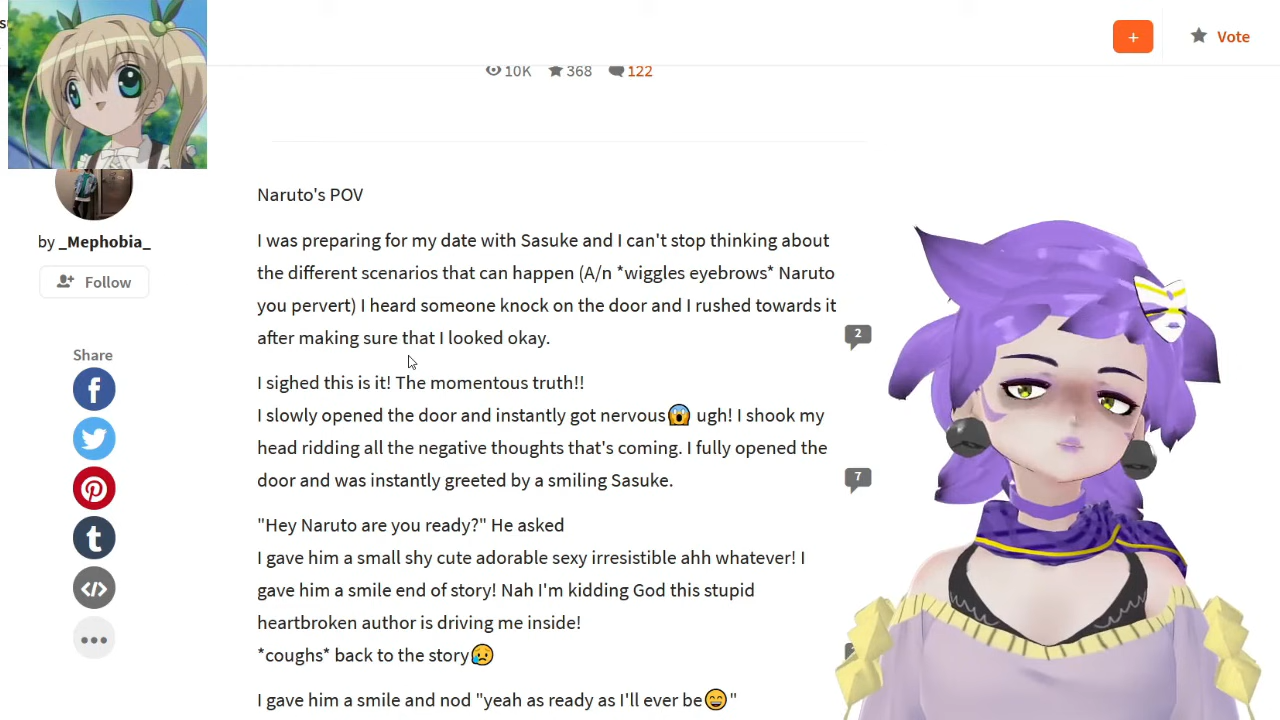 s
+
Vote
10K 368 122
Naruto's POV
by _Mephobia_
Follow
I was preparing for my date with Sasuke and I can't stop thinking about
the different scenarios that can happen (A/n *wiggles eyebrows* Naruto
you pervert) I heard someone knock on the door and I rushed towards it
after making sure that I looked okay.
2
Share
I sighed this is it! The momentous truth!!
I slowly opened the door and instantly got nervous😱 ugh! I shook my
head ridding all the negative thoughts that's coming. I fully opened the
door and was instantly greeted by a smiling Sasuke.
7
"Hey Naruto are you ready?" He asked
I gave him a small shy cute adorable sexy irresistible ahh whatever! I
gave him a smile end of story! Nah I'm kidding God this stupid
heartbroken author is driving me inside!
*coughs* back to the story😥
I gave him a smile and nod "yeah as ready as I'll ever be😄"